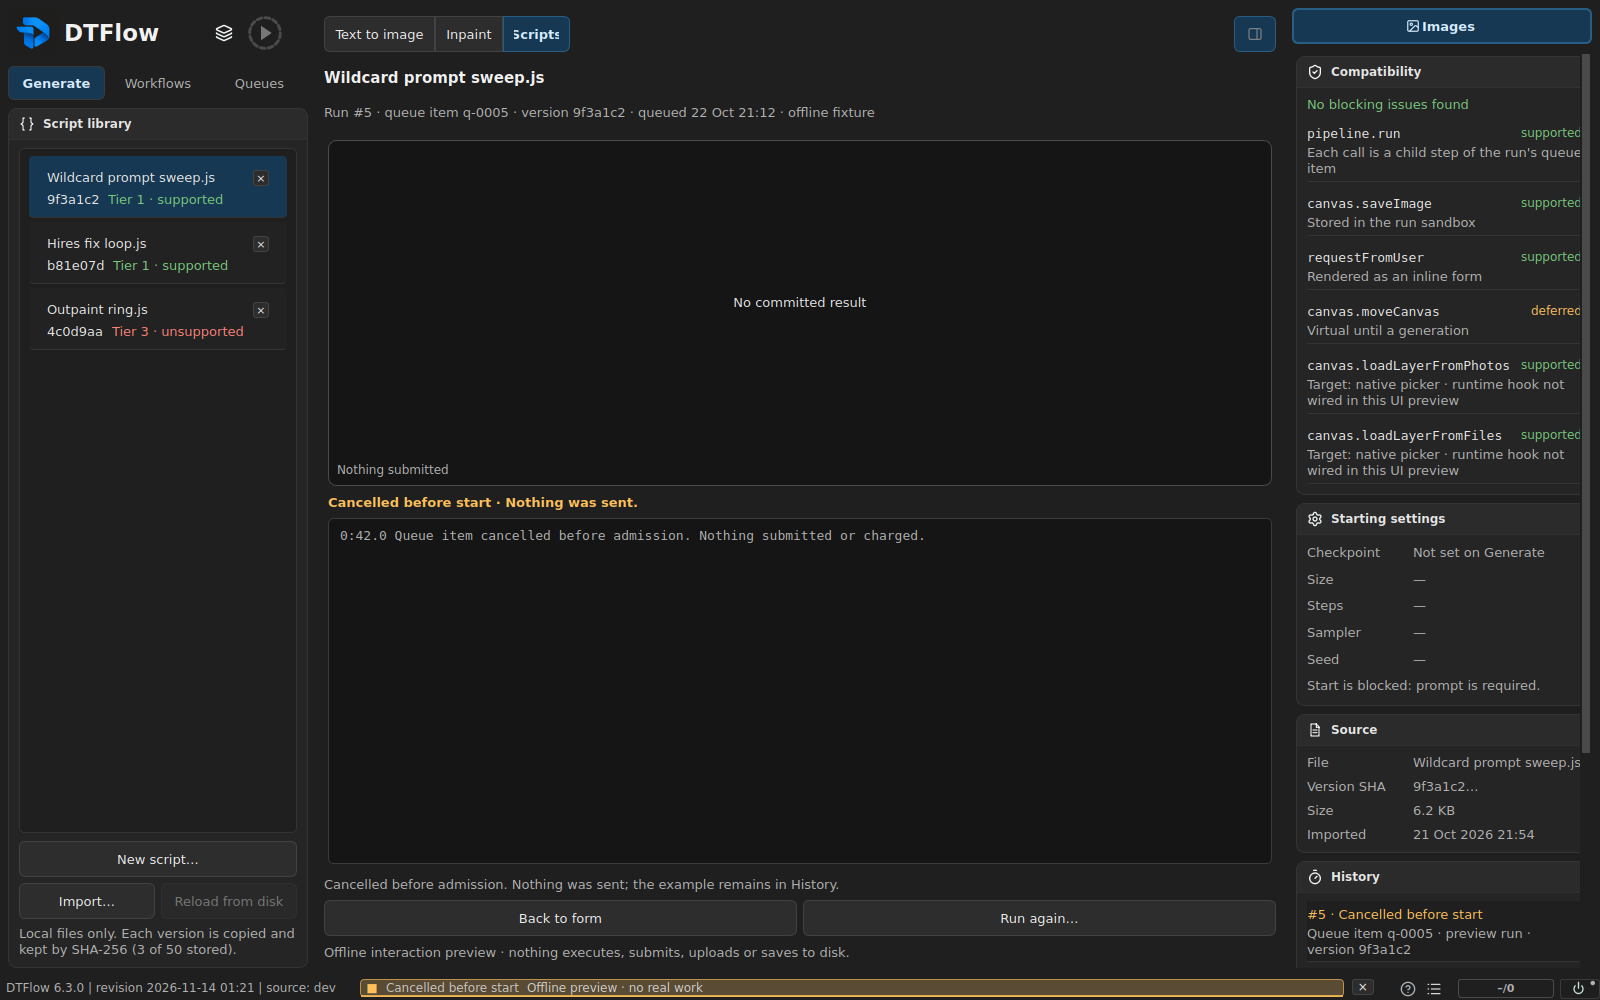 DTFlow
Generate
Workflows
Queues
Script library
Wildcard prompt sweep.js
9f3a1c2 Tier 1 · supported
Hires fix loop.js
b81e07d Tier 1 · supported
Outpaint ring.js
4c0d9aa Tier 3 · unsupported
New script...
Import...
Reload from disk
Local files only. Each version is copied and
kept by SHA-256 (3 of 50 stored).
Text to image
Inpaint
Scripts
Wildcard prompt sweep.js
Run #5 · queue item q-0005 · version 9f3a1c2 · queued 22 Oct 21:12 · offline fixture
No committed result
Nothing submitted
Cancelled before start · Nothing was sent.
0:42.0 Queue item cancelled before admission. Nothing submitted or charged.
Cancelled before admission. Nothing was sent; the example remains in History.
Back to form
Run again...
Offline interaction preview · nothing executes, submits, uploads or saves to disk.
Images
Compatibility
No blocking issues found
pipeline.run supported
Each call is a child step of the run's queue
item
canvas.saveImage supported
Stored in the run sandbox
requestFromUser supported
Rendered as an inline form
canvas.moveCanvas deferred
Virtual until a generation
canvas.loadLayerFromPhotos supported
Target: native picker · runtime hook not
wired in this UI preview
canvas.loadLayerFromFiles supported
Target: native picker · runtime hook not
wired in this UI preview
Starting settings
Checkpoint Not set on Generate
Size —
Steps —
Sampler —
Seed —
Start is blocked: prompt is required.
Source
File Wildcard prompt sweep.js
Version SHA 9f3a1c2...
Size 6.2 KB
Imported 21 Oct 2026 21:54
History
#5 · Cancelled before start
Queue item q-0005 · preview run ·
version 9f3a1c2
DTFlow 6.3.0 | revision 2026-11-14 01:21 | source: dev
Cancelled before start Offline preview · no real work
-/0